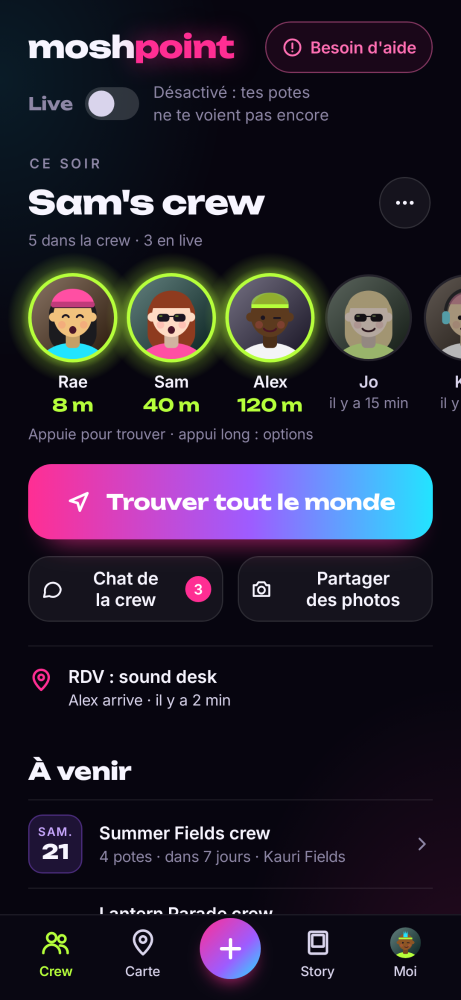 moshpoint
Besoin d'aide
Live
Désactivé : tes potes
ne te voient pas encore
CE SOIR
Sam's crew
5 dans la crew · 3 en live
Rae
Sam
Alex
Jo
K
8 m
40 m
120 m
il y a 15 min
il y
Appuie pour trouver · appui long : options
Trouver tout le monde
Chat de
la crew
3
Partager
des photos
RDV : sound desk
Alex arrive · il y a 2 min
À venir
SAM.
21
Summer Fields crew
4 potes · dans 7 jours · Kauri Fields
Lantern Parade crew
Crew
Carte
Story
Moi